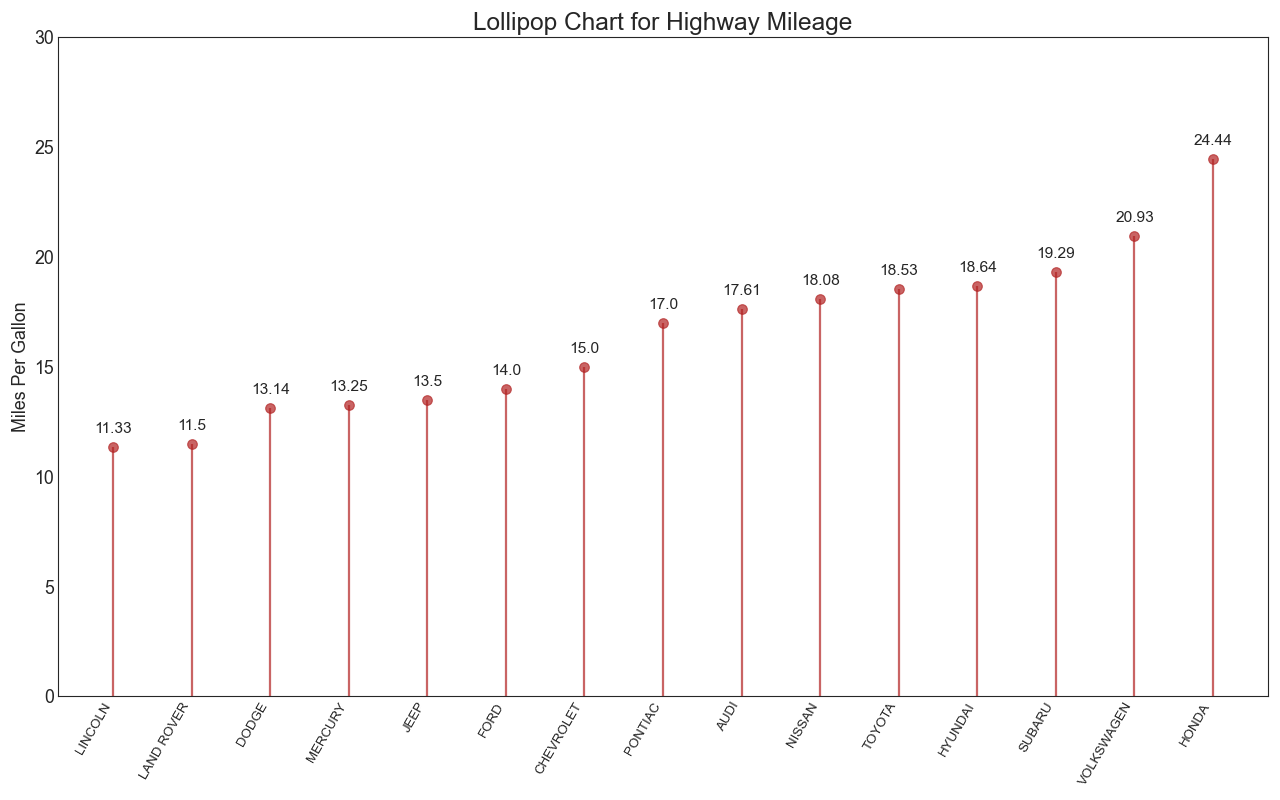 Lollipop Chart for Highway Mileage
Miles Per Gallon
30
25
20
15
10
5
0
11.33
11.5
13.14
13.25
13.5
14.0
15.0
17.0
17.61
18.08
18.53
18.64
19.29
20.93
24.44
LINCOLN
LAND ROVER
DODGE
MERCURY
JEEP
FORD
CHEVROLET
PONTIAC
AUDI
NISSAN
TOYOTA
HYUNDAI
SUBARU
VOLKSWAGEN
HONDA